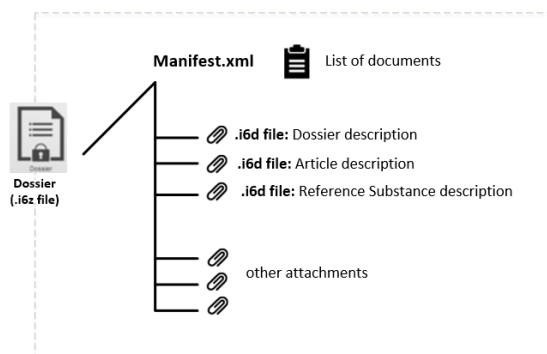 Manifest.xml List of documents
.i6d file: Dossier description
.i6d file: Article description
.i6d file: Reference Substance description
Dossier
Dossier
(.i6z file)
other attachments